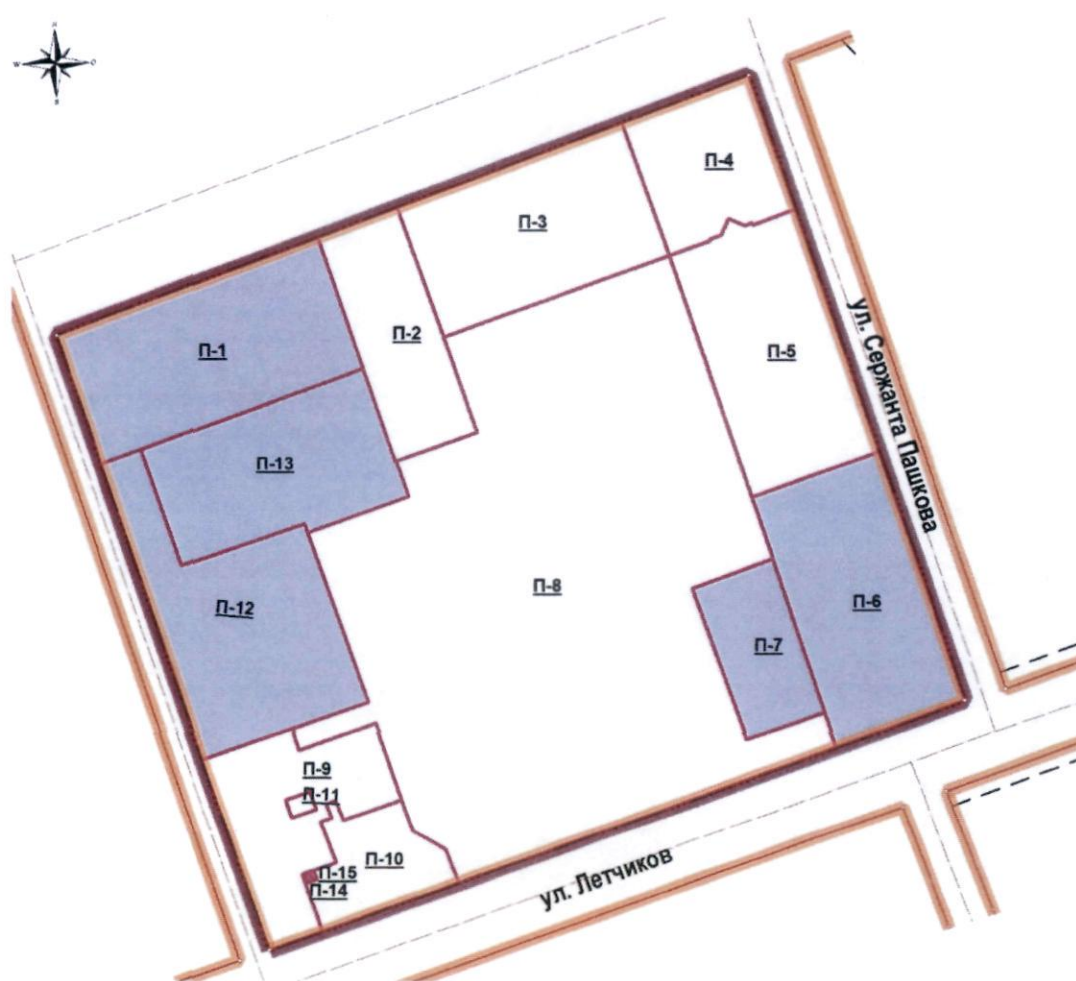 П-4
П-3
П-2
П-1
П-5
ул. Сержанта Пашкова
П-13
П-8
П-6
П-12
П-7
П-9
П-11
П-10
П-15
П-14
ул. Летчиков